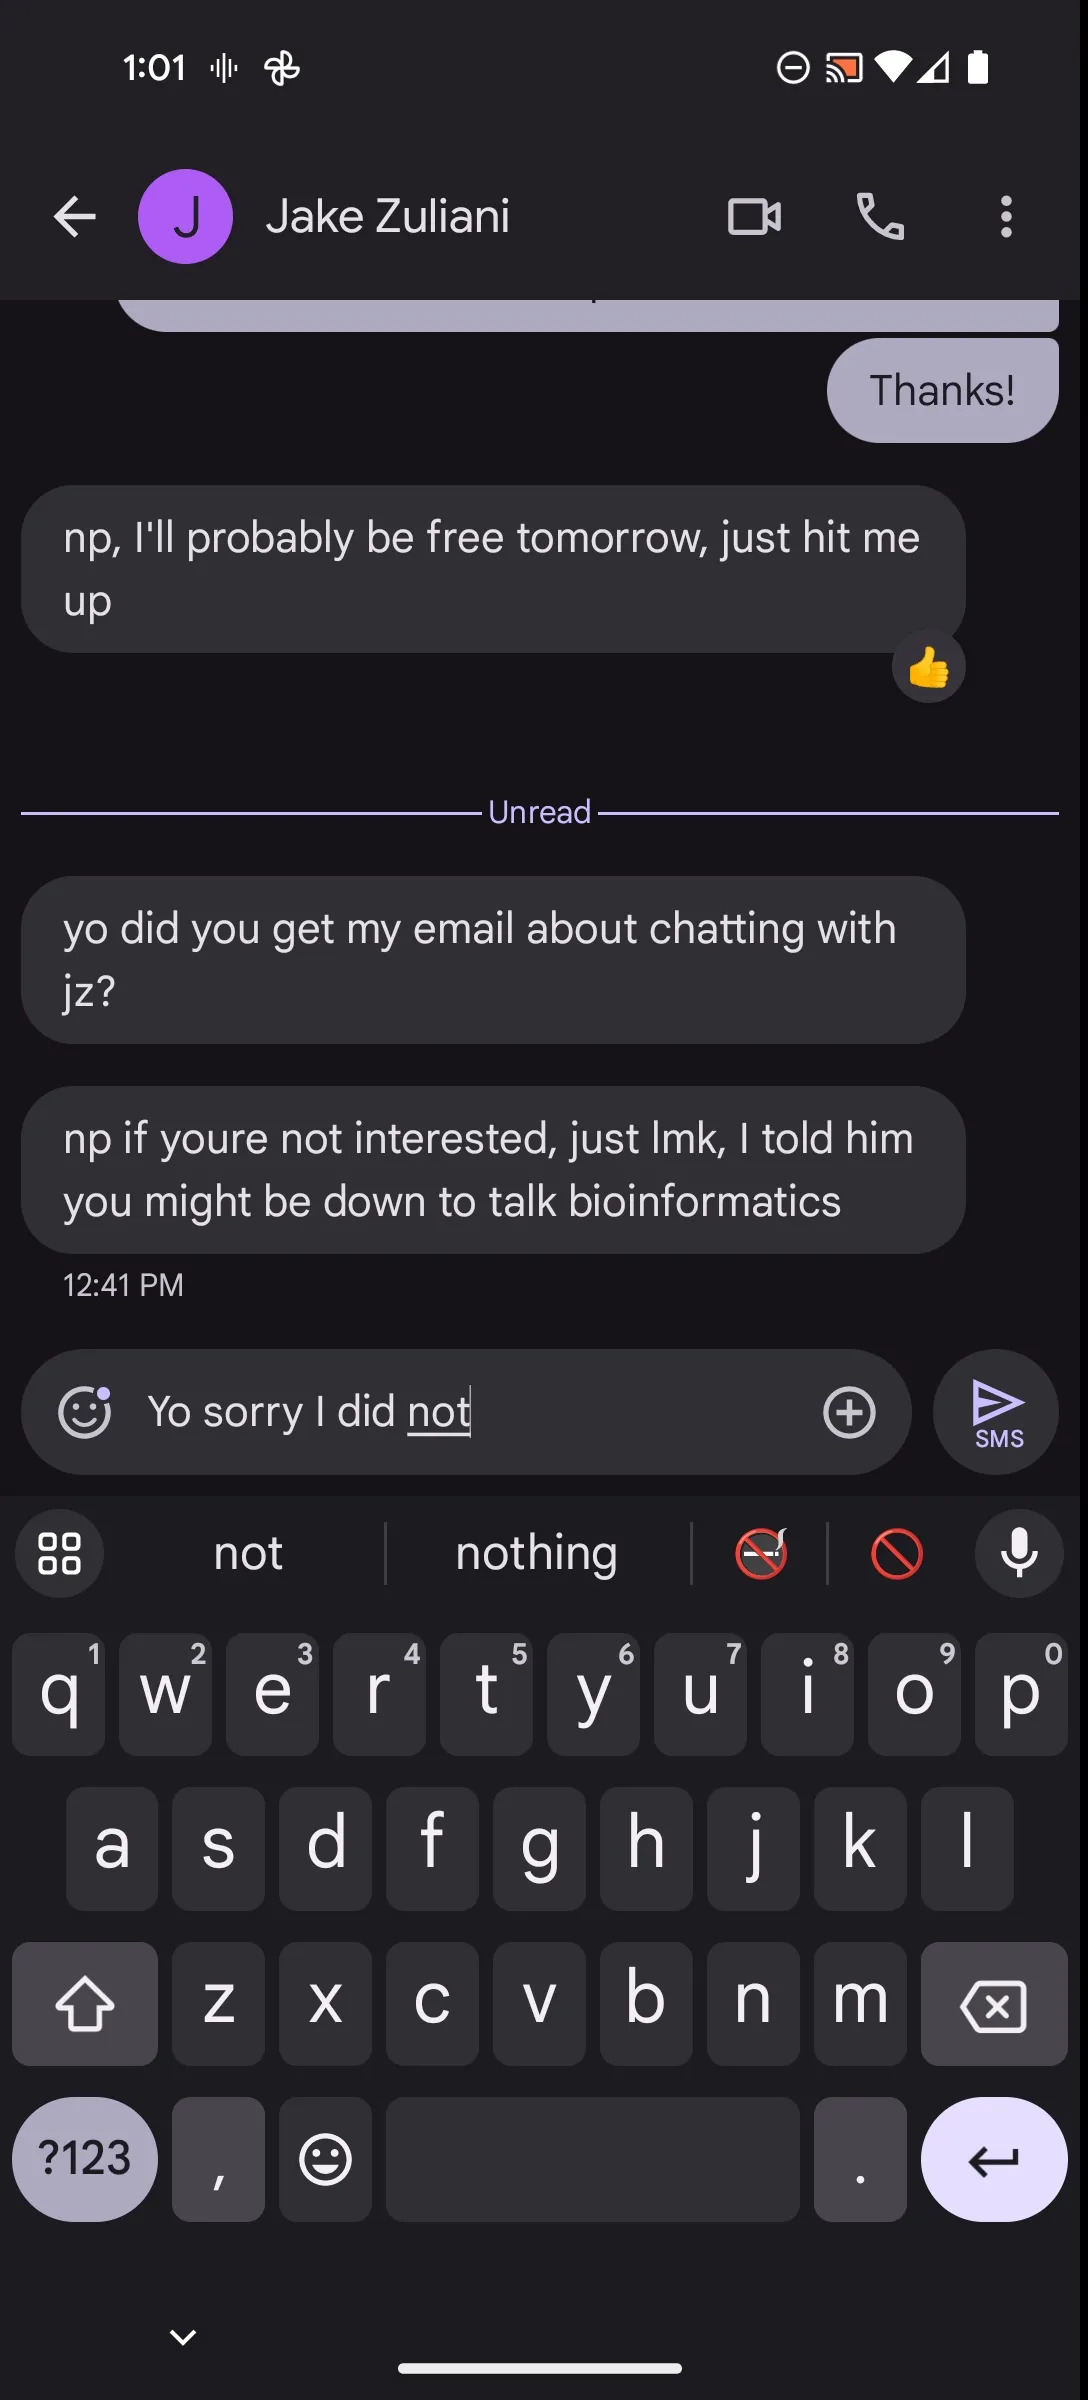 1:01
J Jake Zuliani
Thanks!
np, I'll probably be free tomorrow, just hit me
up
Unread
yo did you get my email about chatting with
jz?
np if youre not interested, just lmk, I told him
you might be down to talk bioinformatics
12:41 PM
Yo sorry I did not
SMS
not nothing
1 2 3 4 5 6 7 8 9 0
q w e r t y u i o p
a s d f g h j k l
z x c v b n m
?123 , .